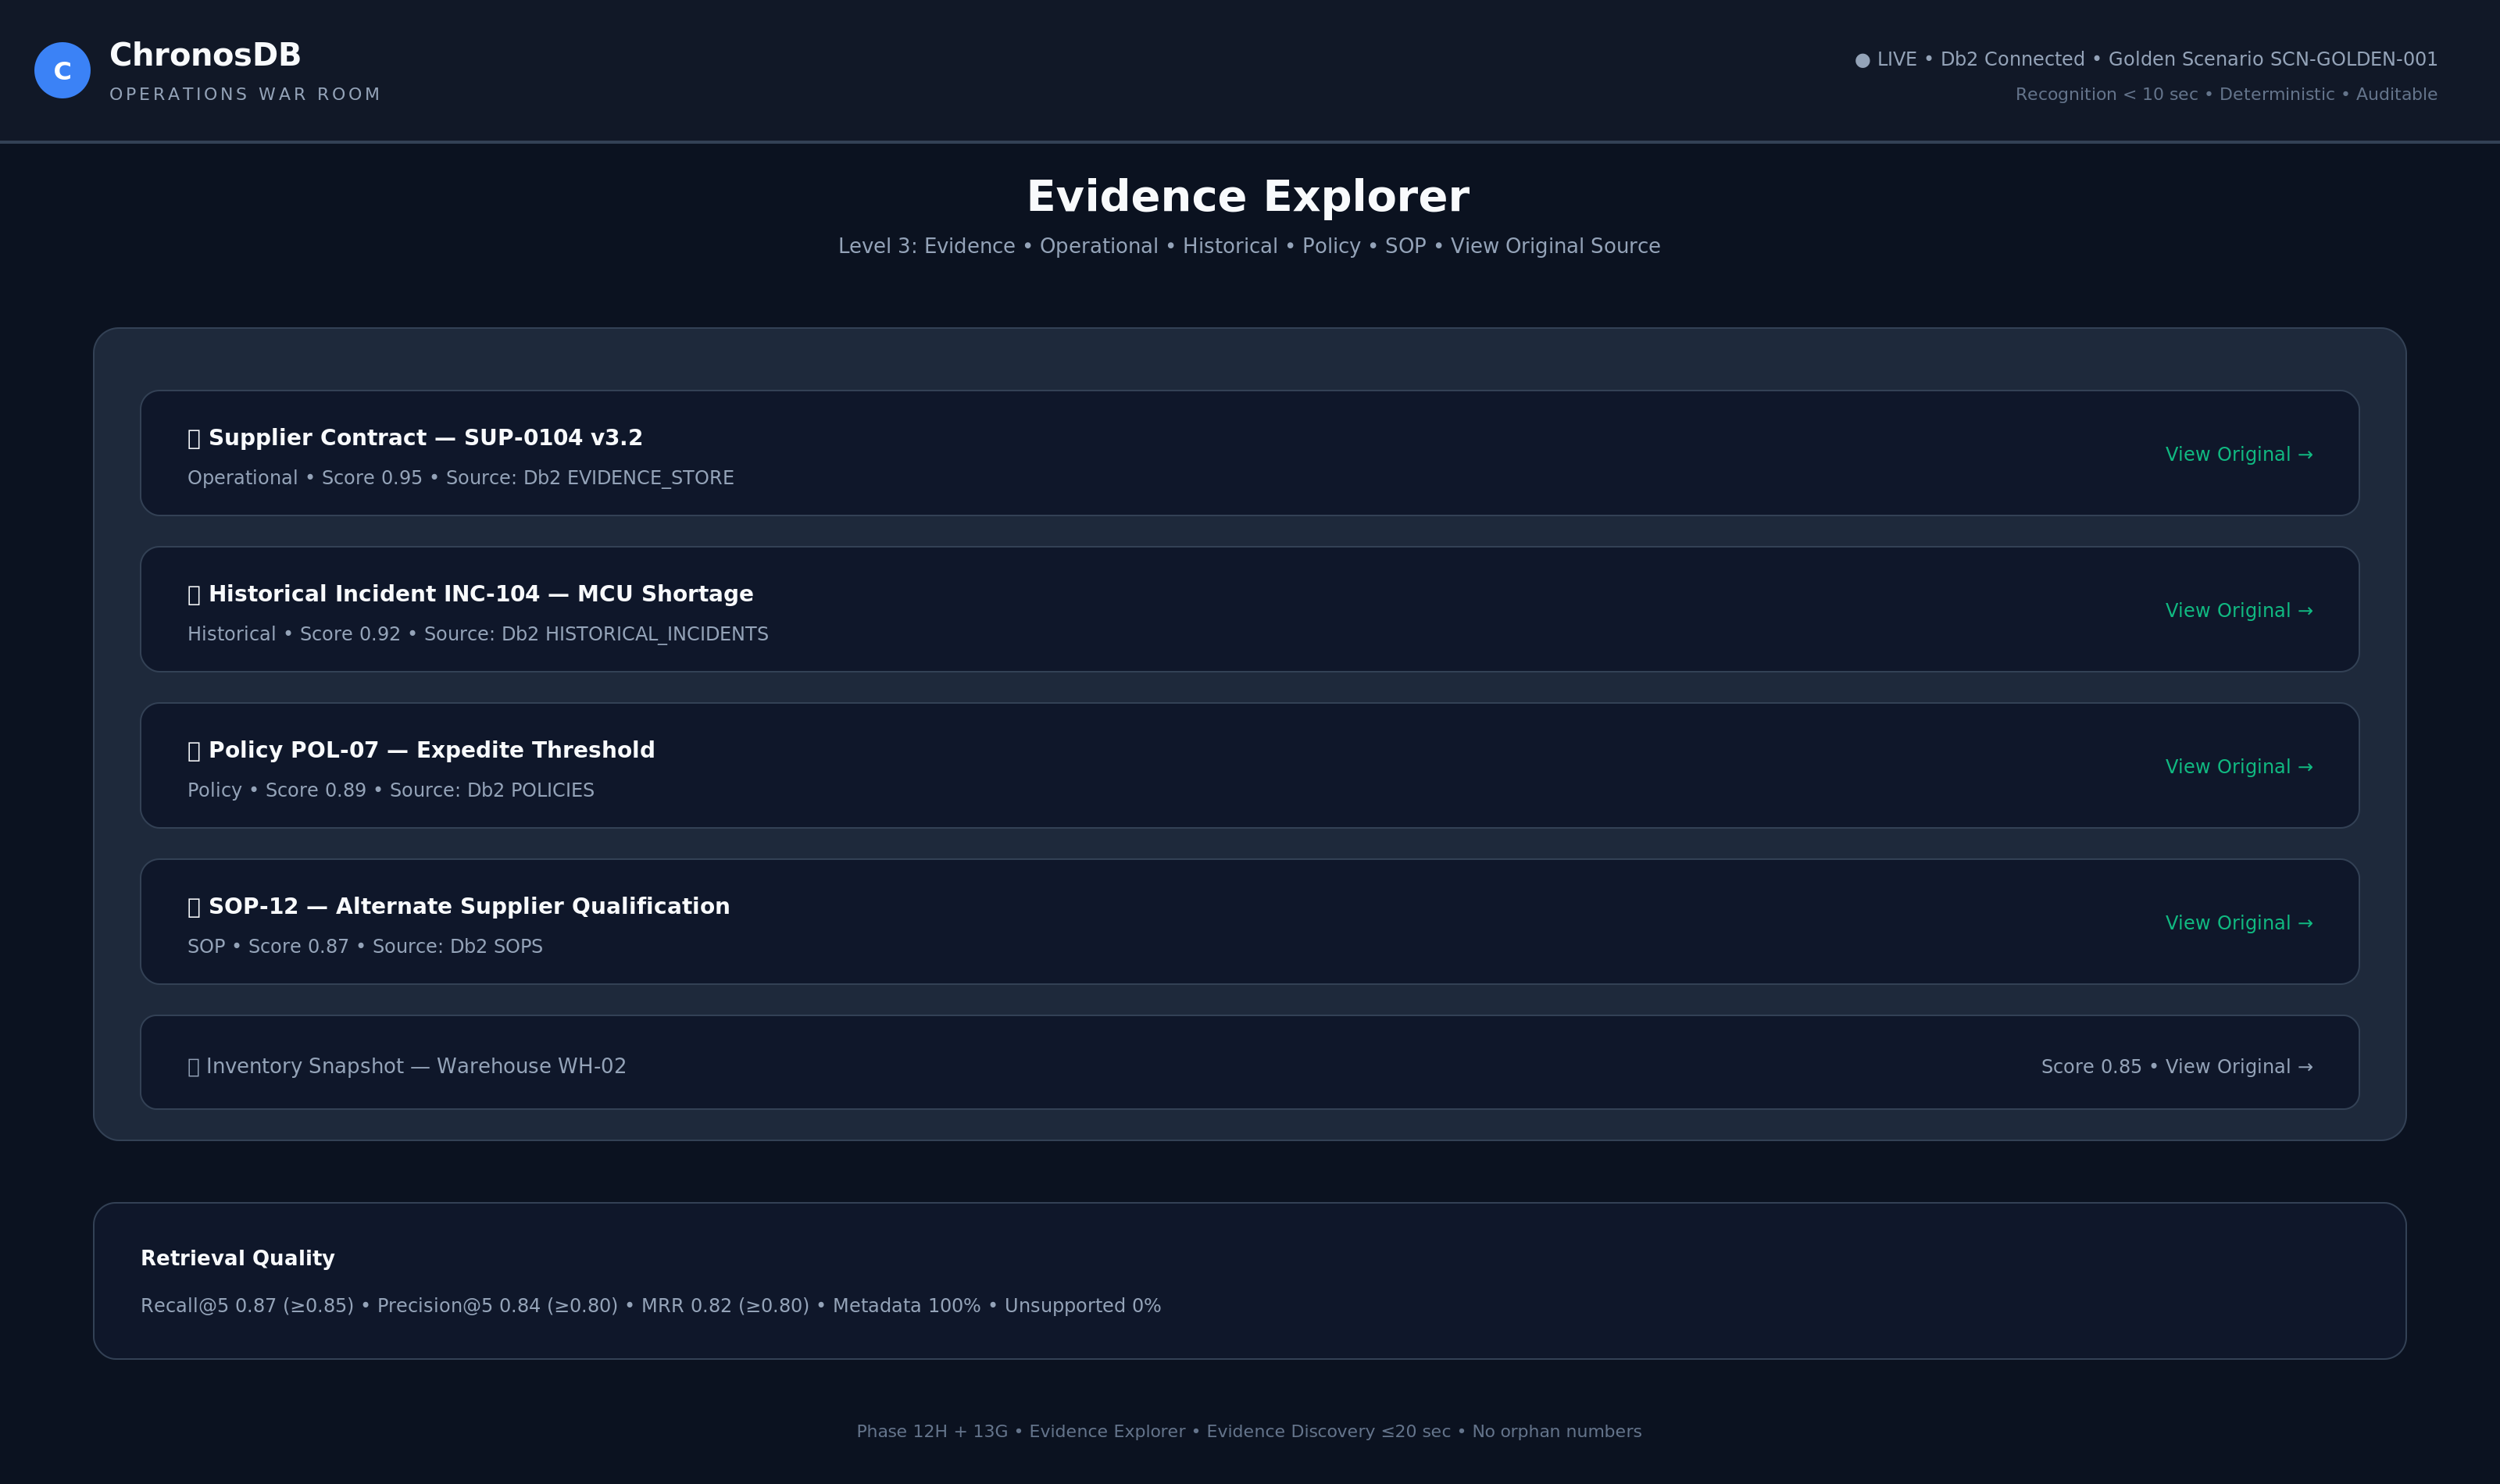 C
ChronosDB
OPERATIONS WAR ROOM
● LIVE • Db2 Connected • Golden Scenario SCN-GOLDEN-001
Recognition < 10 sec • Deterministic • Auditable
Evidence Explorer
Level 3: Evidence • Operational • Historical • Policy • SOP • View Original Source
Supplier Contract — SUP-0104 v3.2
Operational • Score 0.95 • Source: Db2 EVIDENCE_STORE
View Original →
Historical Incident INC-104 — MCU Shortage
Historical • Score 0.92 • Source: Db2 HISTORICAL_INCIDENTS
View Original →
Policy POL-07 — Expedite Threshold
Policy • Score 0.89 • Source: Db2 POLICIES
View Original →
SOP-12 — Alternate Supplier Qualification
SOP • Score 0.87 • Source: Db2 SOPS
View Original →
Inventory Snapshot — Warehouse WH-02
Score 0.85 • View Original →
Retrieval Quality
Recall@5 0.87 (≥0.85) • Precision@5 0.84 (≥0.80) • MRR 0.82 (≥0.80) • Metadata 100% • Unsupported 0%
Phase 12H + 13G • Evidence Explorer • Evidence Discovery ≤20 sec • No orphan numbers